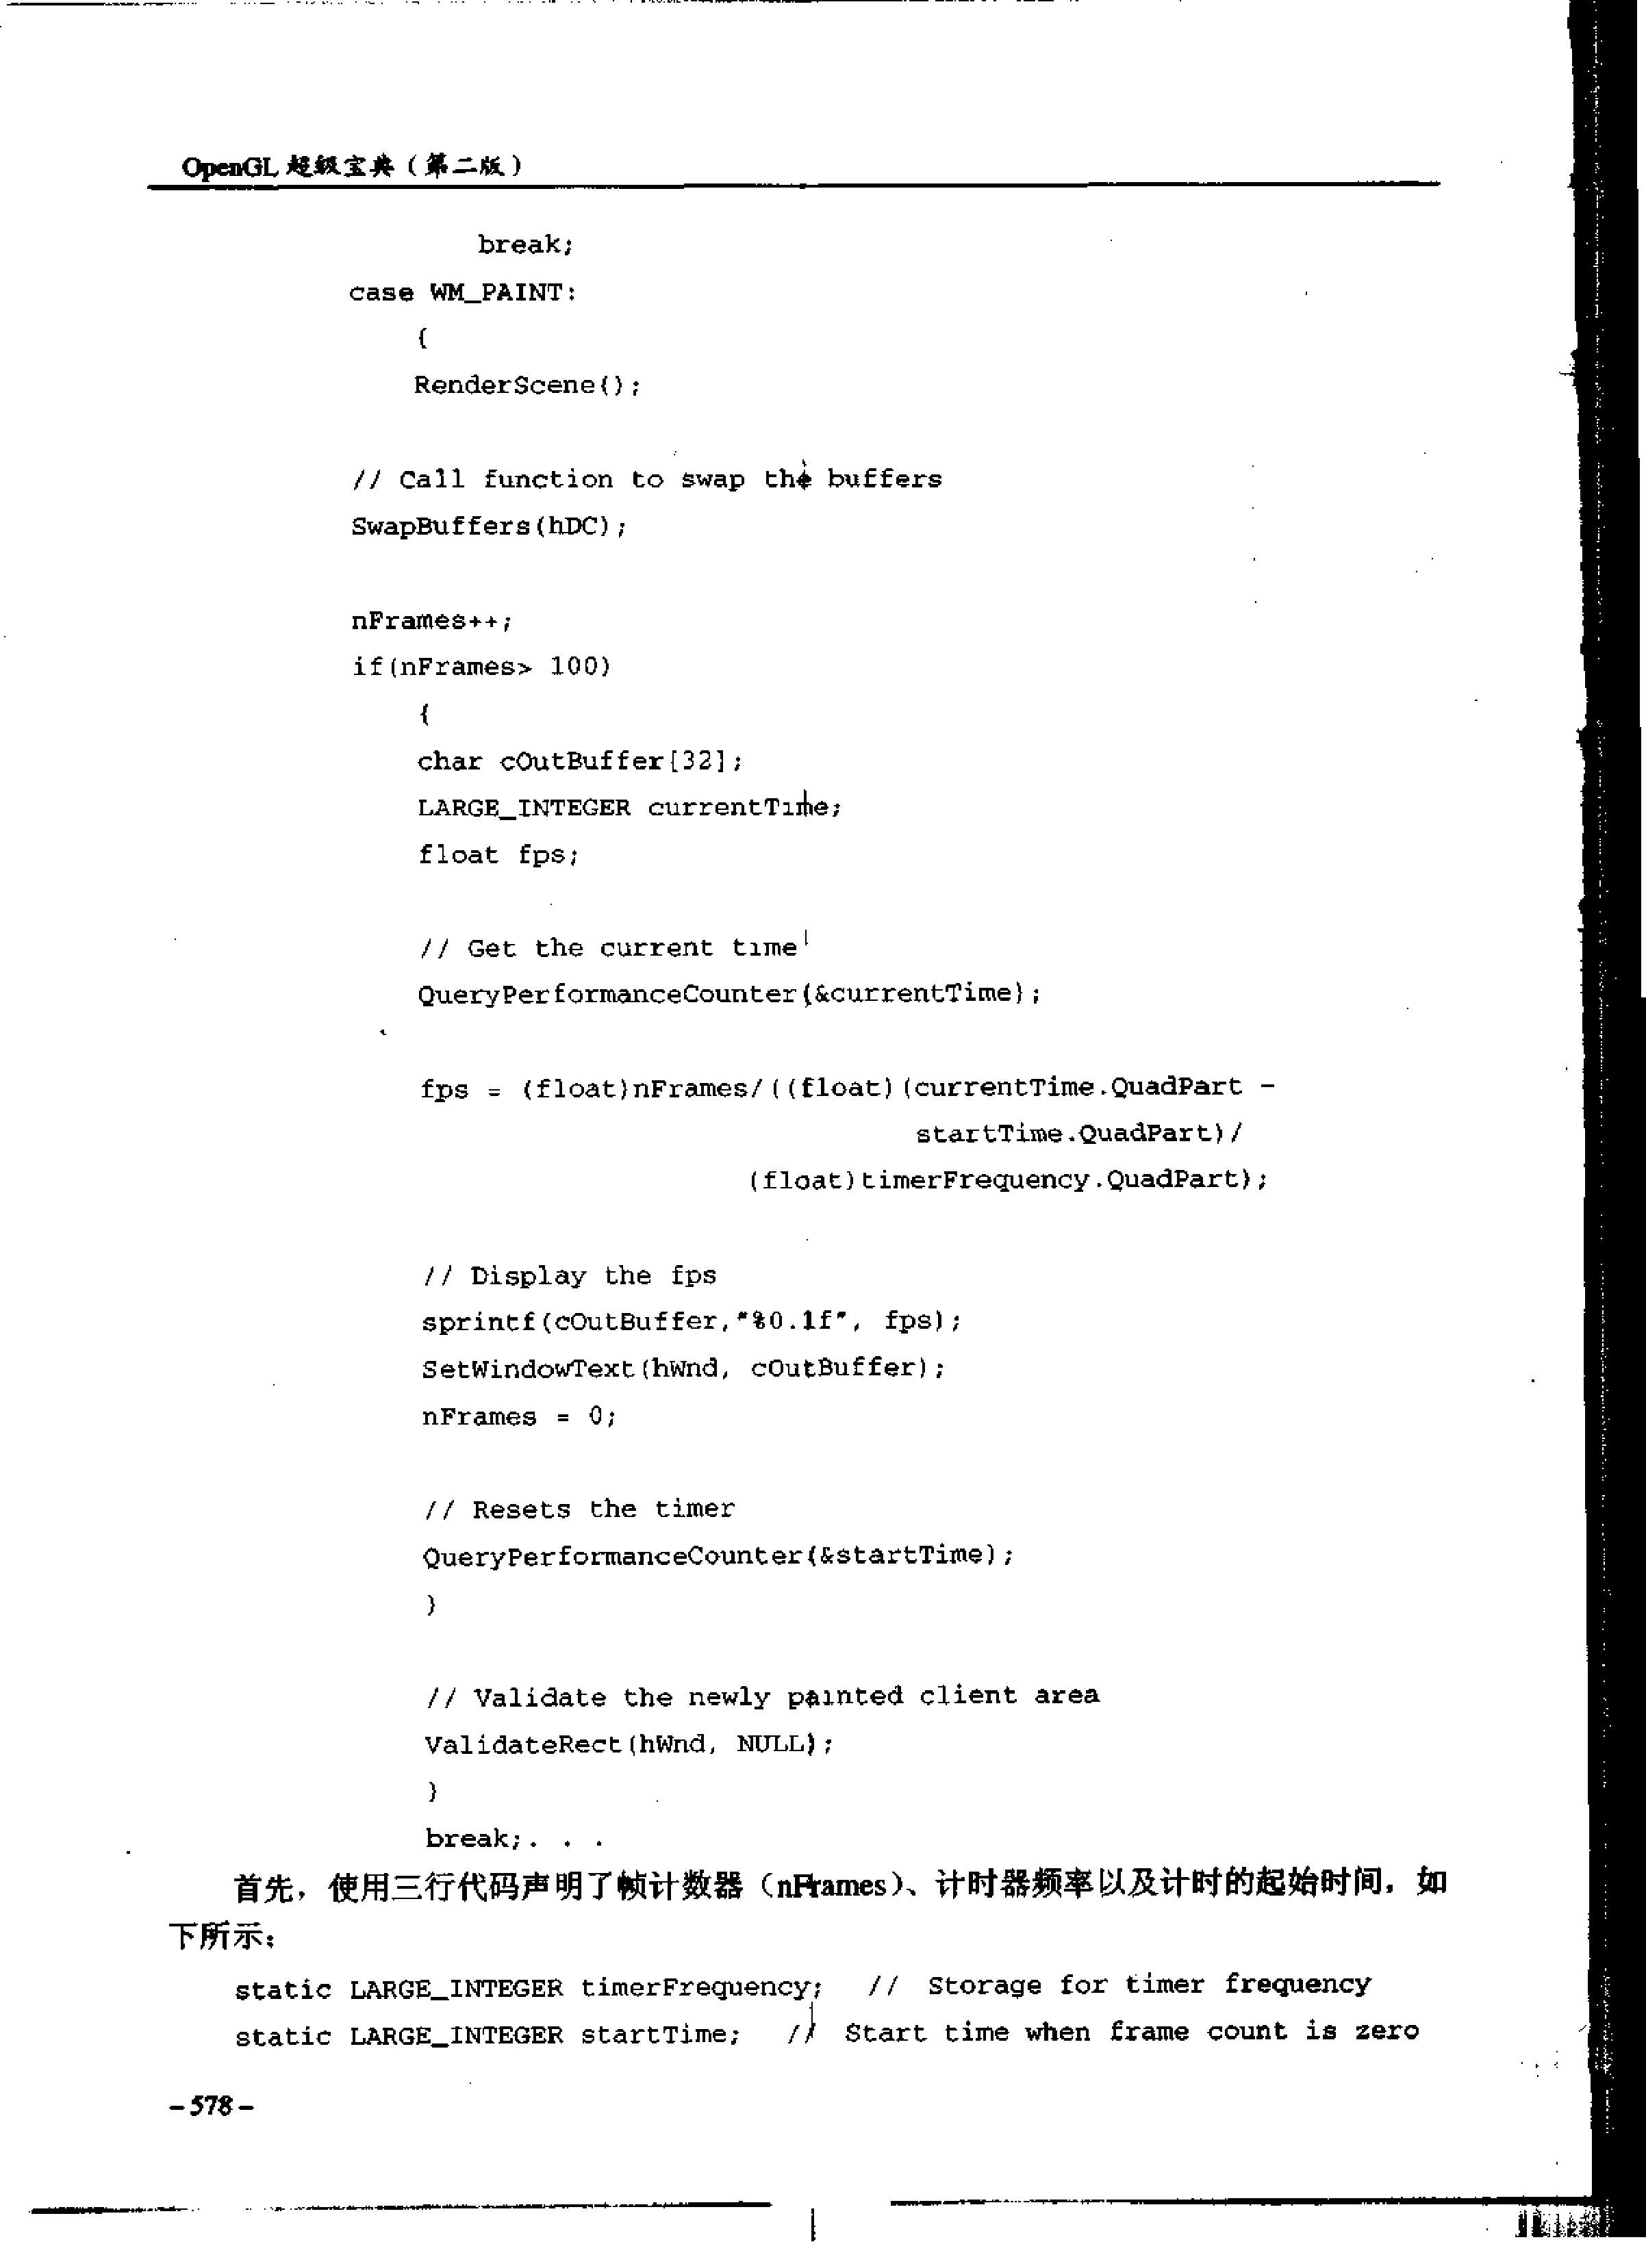 OpenGL 超级宝典（第二版）
break;
case WM_PAINT:
{
RenderScene();
// Call function to swap the buffers
SwapBuffers(hDC);
nFrames++;
if(nFrames> 100)
{
char cOutBuffer[32];
LARGE_INTEGER currentTime;
float fps;
// Get the current time
QueryPerformanceCounter(&currentTime);
fps = (float)nFrames/((float)(currentTime.QuadPart -
startTime.QuadPart)/
(float)timerFrequency.QuadPart);
// Display the fps
sprintf(cOutBuffer,"%0.1f", fps);
SetWindowText(hWnd, cOutBuffer);
nFrames = 0;
// Resets the timer
QueryPerformanceCounter(&startTime);
}
// Validate the newly painted client area
ValidateRect(hWnd, NULL);
}
break;. . .
首先，使用三行代码声明了帧计数器（nFrames）、计时器频率以及计时的起始时间，如
下所示：
static LARGE_INTEGER timerFrequency; // Storage for timer frequency
static LARGE_INTEGER startTime; // Start time when frame count is zero
－578－